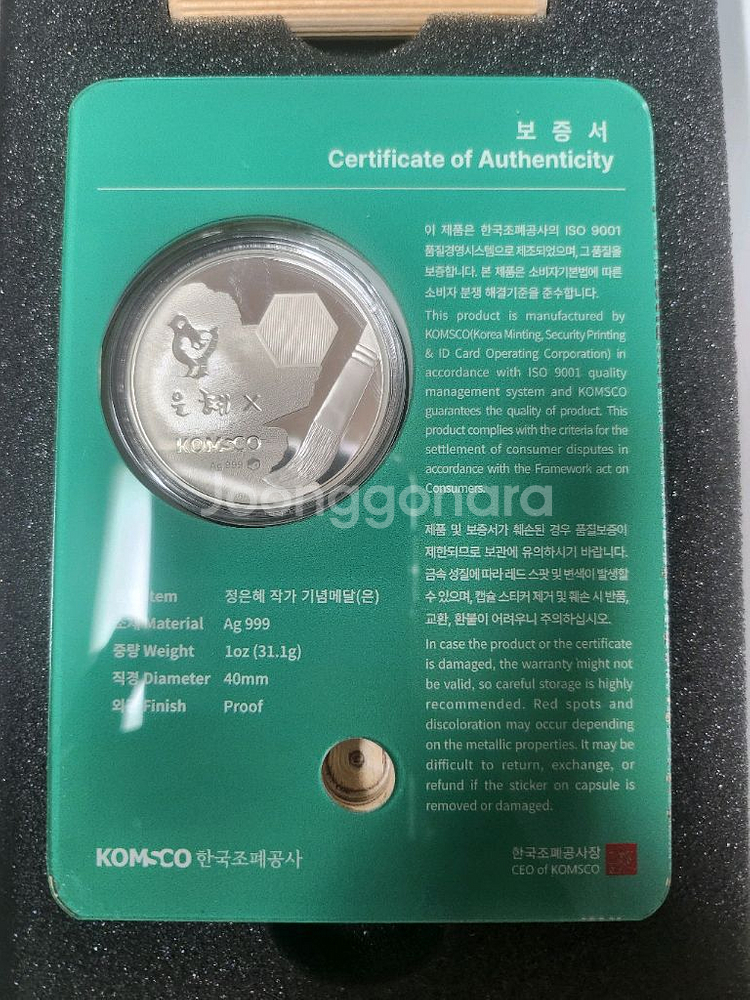 보증서
Certificate of Authenticity
이 제품은 한국조폐공사의 ISO 9001
품질경영시스템으로 제조되었으며, 그 품질을
보증합니다. 본 제품은 소비자기본법에 따른
소비자 분쟁 해결기준을 준수합니다.
This product is manufactured by
KOMSCO(Korea Minting, Security Printing
& ID Card Operating Corporation) in
accordance with ISO 9001 quality
management system and KOMSCO
guarantees the quality of product. This
product complies with the criteria for the
settlement of consumer disputes in
accordance with the Framework act on
Consumers.
은혜 X
KOMSCO
Ag 999
Joonggonara
제품 및 보증서가 훼손된 경우 품질보증이
제한되므로 보관에 유의하시기 바랍니다.
금속 성질에 따라 레드 스팟 및 변색이 발생할
수 있으며, 캡슐 스티커 제거 및 훼손 시 반품,
교환, 환불이 어려우니 주의하십시오.
In case the product or the certificate
is damaged, the warranty might not
be valid, so careful storage is highly
recommended. Red spots and
discoloration may occur depending
on the metallic properties. It may be
difficult to return, exchange, or
refund if the sticker on capsule is
removed or damaged.
Item 정은혜 작가 기념메달(은)
소재 Material Ag 999
중량 Weight 1oz (31.1g)
직경 Diameter 40mm
Finish Proof
KOMSCO 한국조폐공사
한국조폐공사장
CEO of KOMSCO